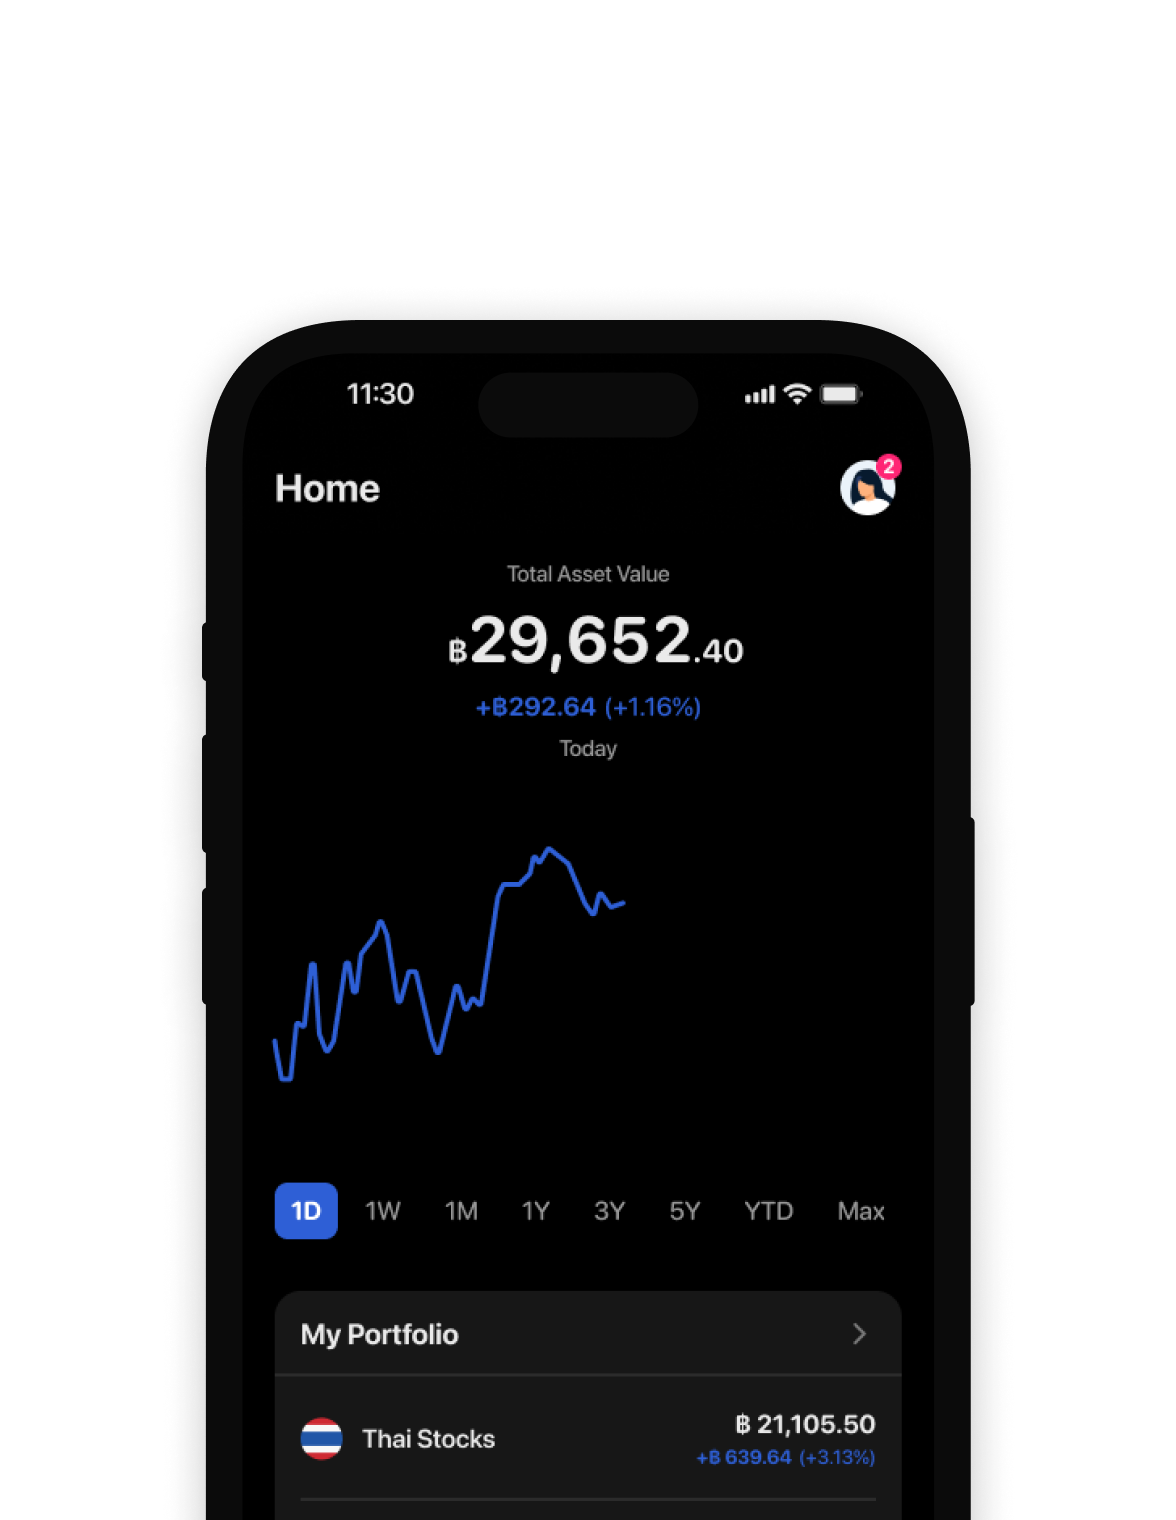 11:30
Home
2
Total Asset Value
฿29,652.40
+฿292.64 (+1.16%)
Today
1D 1W 1M 1Y 3Y 5Y YTD Max
My Portfolio
Thai Stocks
฿ 21,105.50
+฿ 639.64 (+3.13%)